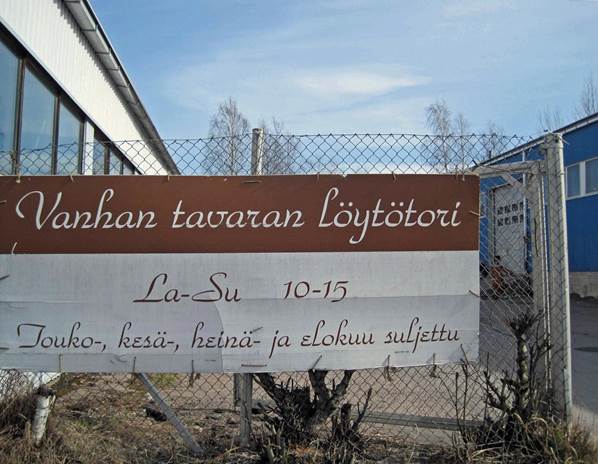 Vanhan tavaran löytötori
La-Su 10-15
Touko-, kesä-, heinä- ja elokuu suljettu